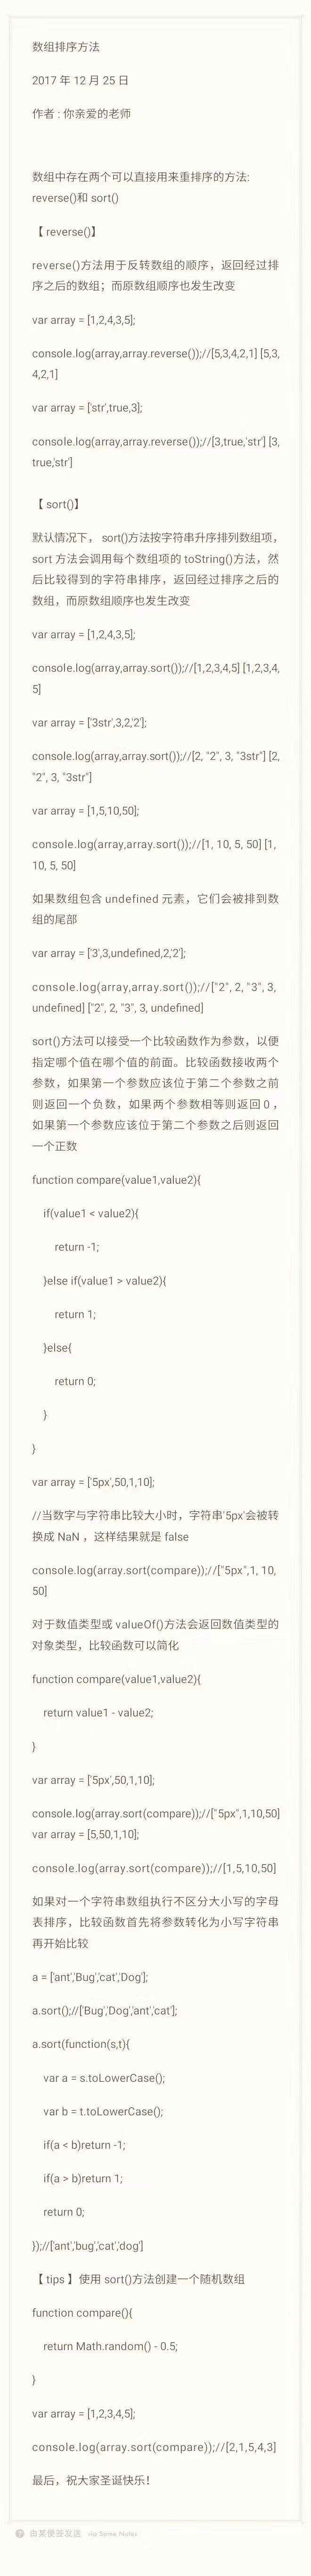 数组排序方法
2017 年 12 月 25 日
作者 : 你亲爱的老师
数组中存在两个可以直接用来重排序的方法:
reverse()和 sort()
【 reverse()】
reverse()方法用于反转数组的顺序，返回经过排
序之后的数组；而原数组顺序也发生改变
var array = [1,2,4,3,5];
console.log(array,array.reverse());//[5,3,4,2,1] [5,3,
4,2,1]
var array = ['str',true,3];
console.log(array,array.reverse());//[3,true,'str'] [3,
true,'str']
【 sort()】
默认情况下， sort()方法按字符串升序排列数组项，
sort 方法会调用每个数组项的 toString()方法，然
后比较得到的字符串排序，返回经过排序之后的
数组，而原数组顺序也发生改变
var array = [1,2,4,3,5];
console.log(array,array.sort());//[1,2,3,4,5] [1,2,3,4,
5]
var array = ['3str',3,2,'2'];
console.log(array,array.sort());//[2, "2", 3, "3str"] [2,
"2", 3, "3str"]
var array = [1,5,10,50];
console.log(array,array.sort());//[1, 10, 5, 50] [1,
10, 5, 50]
如果数组包含 undefined 元素，它们会被排到数
组的尾部
var array = ['3',3,undefined,2,'2'];
console.log(array,array.sort());//["2", 2, "3", 3,
undefined] ["2", 2, "3", 3, undefined]
sort()方法可以接受一个比较函数作为参数，以便
指定哪个值在哪个值的前面。比较函数接收两个
参数，如果第一个参数应该位于第二个参数之前
则返回一个负数，如果两个参数相等则返回 0 ，
如果第一个参数应该位于第二个参数之后则返回
一个正数
function compare(value1,value2){
if(value1 < value2){
return -1;
}else if(value1 > value2){
return 1;
}else{
return 0;
}
}
var array = ['5px',50,1,10];
//当数字与字符串比较大小时，字符串'5px'会被转
换成 NaN ，这样结果就是 false
console.log(array.sort(compare));//["5px",1, 10,
50]
对于数值类型或 valueOf()方法会返回数值类型的
对象类型，比较函数可以简化
function compare(value1,value2){
return value1 - value2;
}
var array = ['5px',50,1,10];
console.log(array.sort(compare));//["5px",1,10,50]
var array = [5,50,1,10];
console.log(array.sort(compare));//[1,5,10,50]
如果对一个字符串数组执行不区分大小写的字母
表排序，比较函数首先将参数转化为小写字符串
再开始比较
a = ['ant','Bug','cat','Dog'];
a.sort();//['Bug','Dog','ant','cat'];
a.sort(function(s,t){
var a = s.toLowerCase();
var b = t.toLowerCase();
if(a < b)return -1;
if(a > b)return 1;
return 0;
});//['ant','bug','cat','dog']
【 tips 】使用 sort()方法创建一个随机数组
function compare(){
return Math.random() - 0.5;
}
var array = [1,2,3,4,5];
console.log(array.sort(compare));//[2,1,5,4,3]
最后，祝大家圣诞快乐！
由某便签发送 via Some Notes